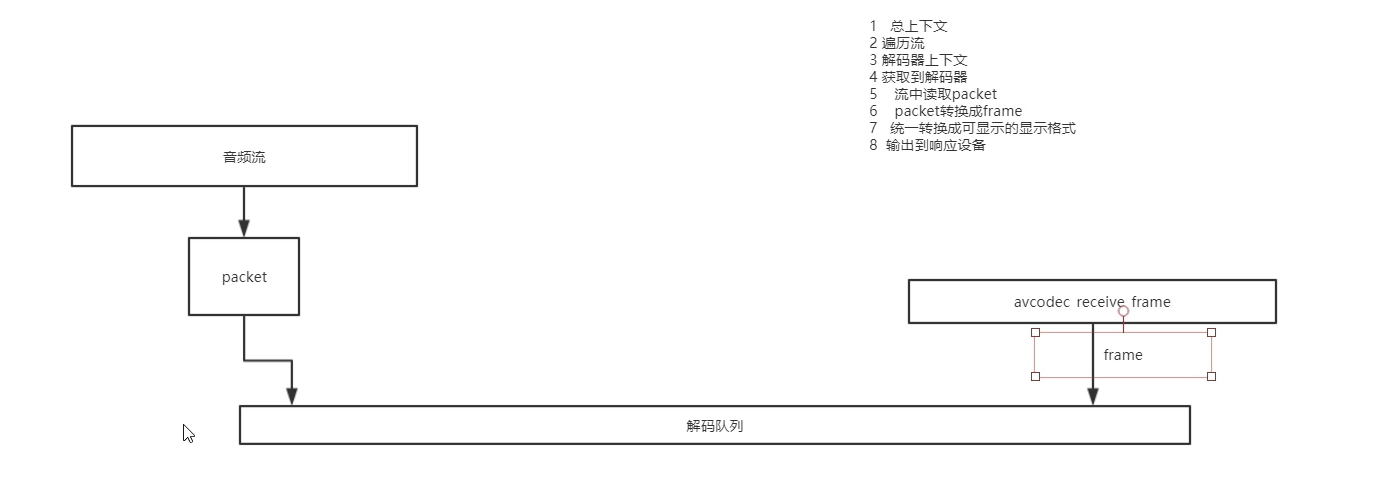 1 总上下文
2 遍历流
3 解码器上下文
4 获取到解码器
5 流中读取packet
6 packet转换成frame
7 统一转换成可显示的显示格式
8 输出到响应设备
音频流
packet
avcodec_receive_frame
frame
解码队列